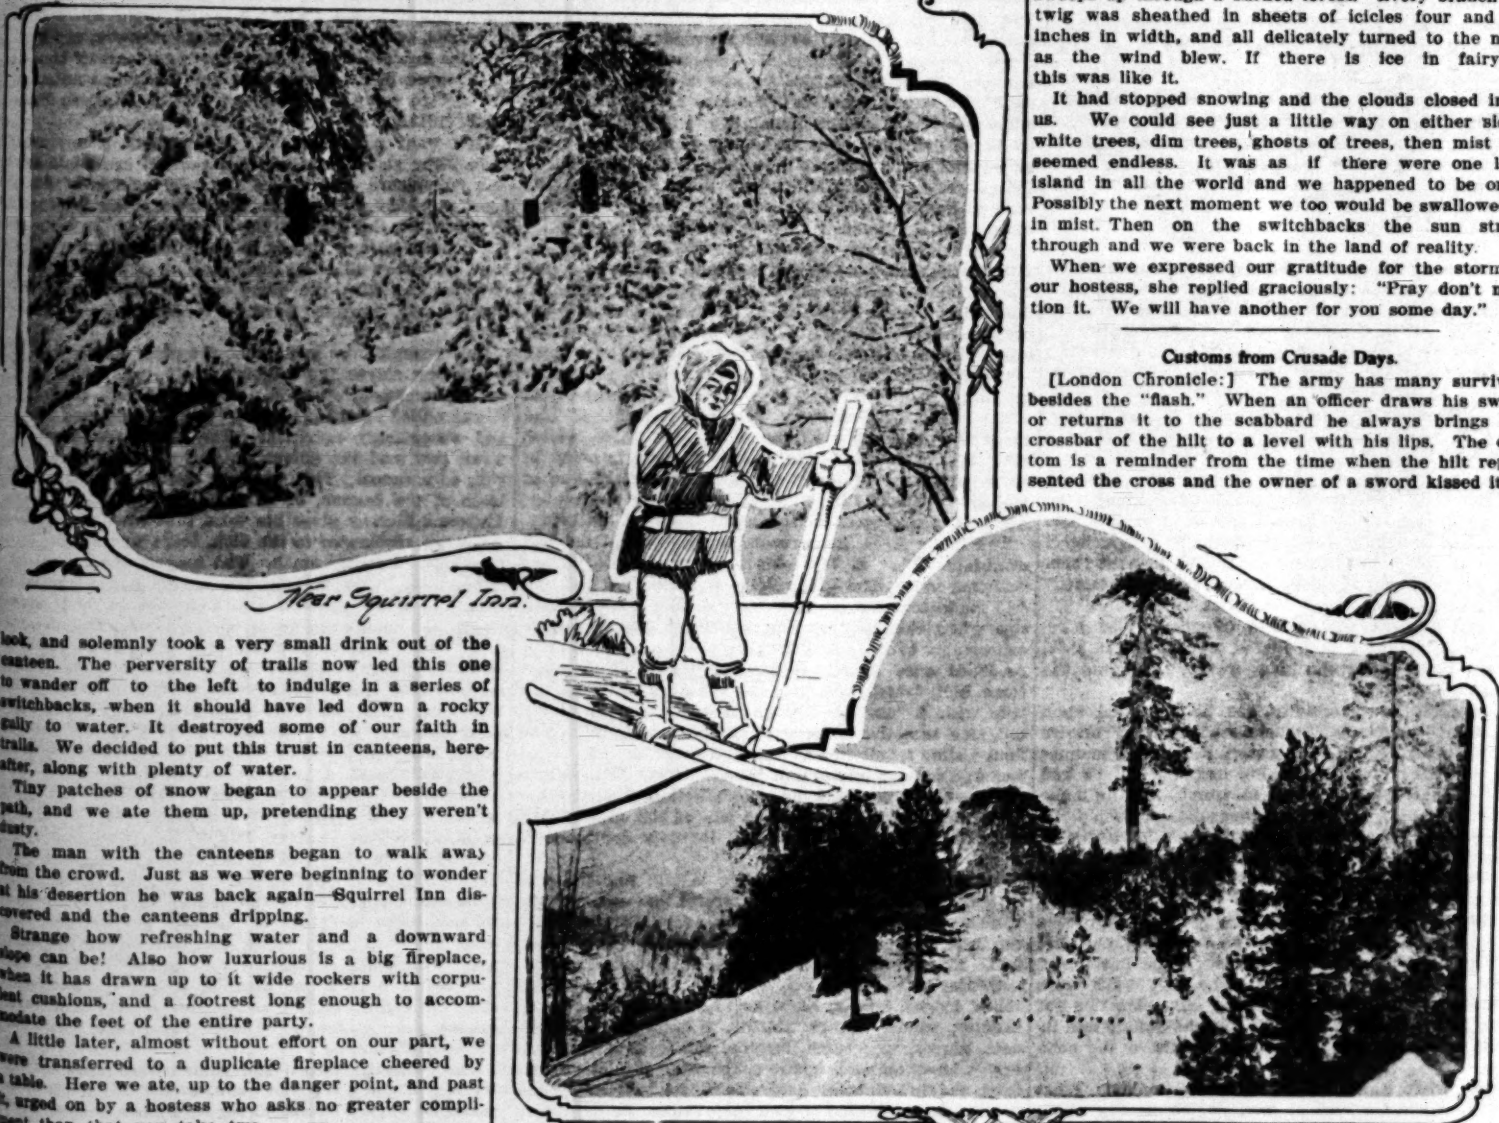 Near Squirrel Inn.
look, and solemnly took a very small drink out of the
canteen. The perversity of trails now led this one
to wander off to the left to indulge in a series of
switchbacks, when it should have led down a rocky
gully to water. It destroyed some of our faith in
trails. We decided to put this trust in canteens, here-
after, along with plenty of water.
Tiny patches of snow began to appear beside the
path, and we ate them up, pretending they weren't
dusty.
The man with the canteens began to walk away
from the crowd. Just as we were beginning to wonder
at his desertion he was back again—Squirrel Inn dis-
covered and the canteens dripping.
Strange how refreshing water and a downward
slope can be! Also how luxurious is a big fireplace,
when it has drawn up to it wide rockers with corpu-
lent cushions, and a footrest long enough to accom-
modate the feet of the entire party.
A little later, almost without effort on our part, we
were transferred to a duplicate fireplace cheered by
a table. Here we ate, up to the danger point, and past
it, urged on by a hostess who asks no greater compli-
twig was sheathed in sheets of icicles four and
inches in width, and all delicately turned to the
as the wind blew. If there is ice in fairy
this was like it.
It had stopped snowing and the clouds closed in
us. We could see just a little way on either
white trees, dim trees, ghosts of trees, then mist
seemed endless. It was as if there were one
island in all the world and we happened to be
Possibly the next moment we too would be swallowe
in mist. Then on the switchbacks the sun
through and we were back in the land of reality.
When we expressed our gratitude for the storm
our hostess, she replied graciously: "Pray don't
tion it. We will have another for you some day."
Customs from Crusade Days.
[London Chronicle:] The army has many survi
besides the "flash." When an officer draws his sw
or returns it to the scabbard he always brings
crossbar of the hilt to a level with his lips. The
tom is a reminder from the time when the hilt re
sented the cross and the owner of a sword kissed it